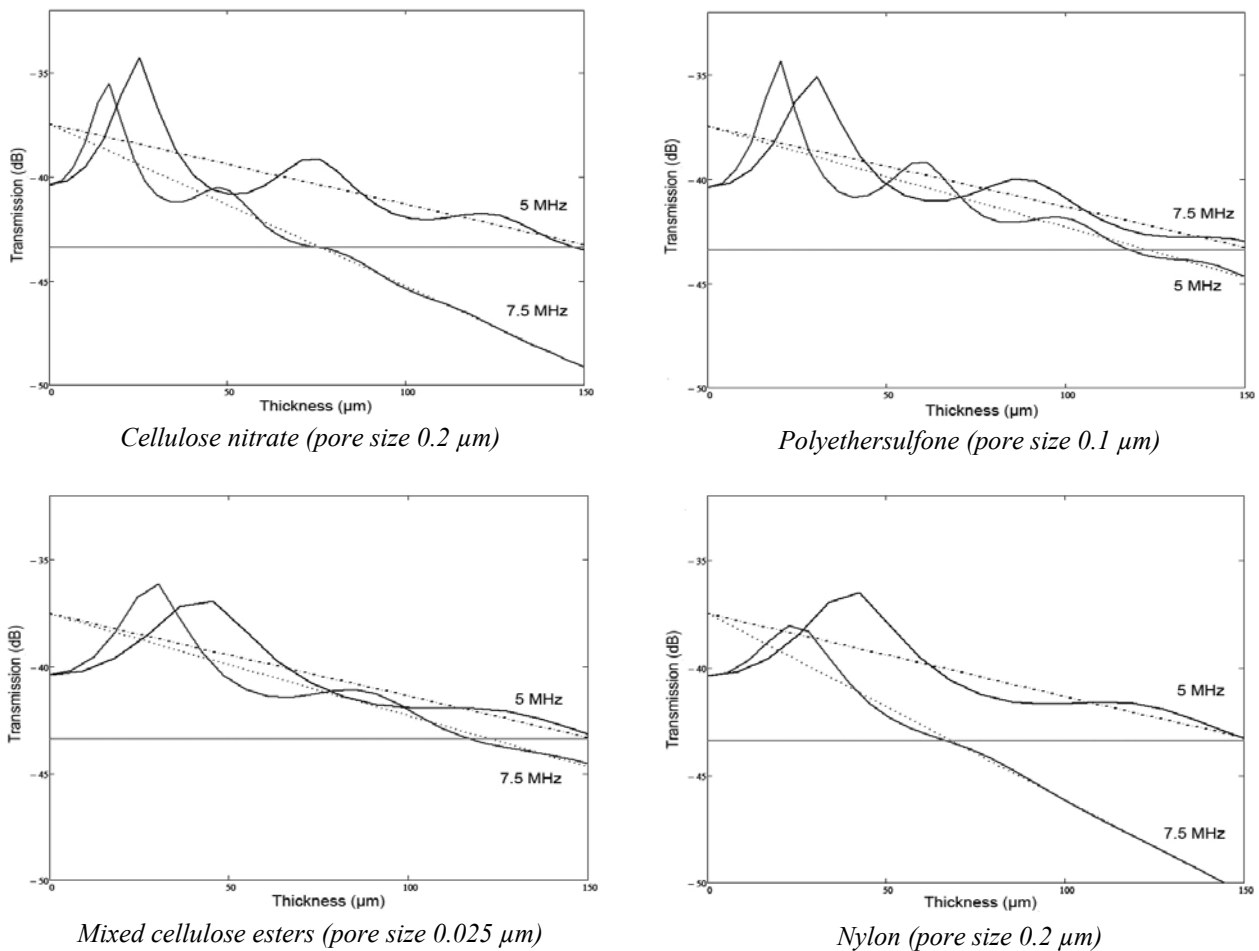 Transmission (dB)
−35
−40
−45
−50
0
50
100
150
5 MHz
7.5 MHz
Thickness (µm)
Cellulose nitrate (pore size 0.2 µm)
Transmission (dB)
−35
−40
−45
−50
0
50
100
150
7.5 MHz
5 MHz
Thickness (µm)
Polyethersulfone (pore size 0.1 µm)
Transmission (dB)
−35
−40
−45
−50
0
50
100
150
5 MHz
7.5 MHz
Thickness (µm)
Mixed cellulose esters (pore size 0.025 µm)
Transmission (dB)
−35
−40
−45
−50
0
50
100
150
5 MHz
7.5 MHz
Thickness (µm)
Nylon (pore size 0.2 µm)